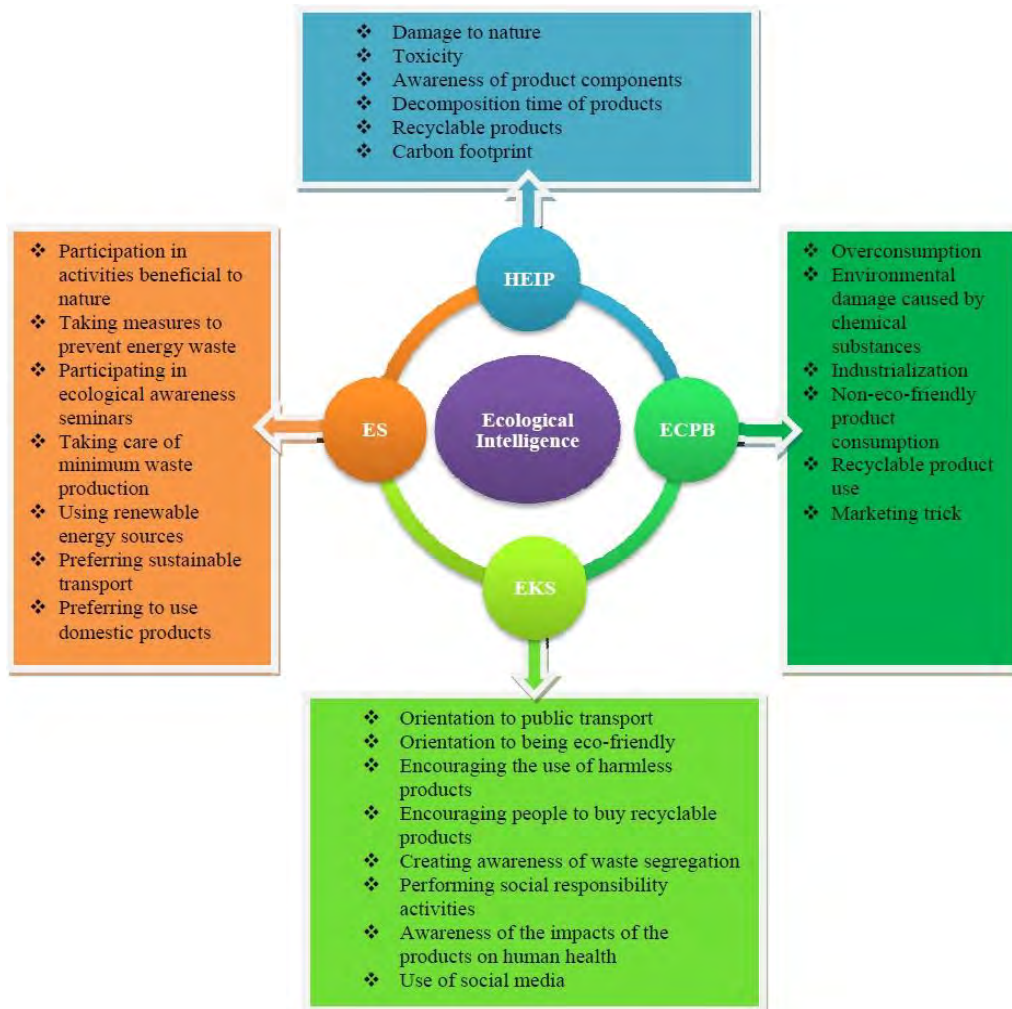 ❖ Damage to nature
❖ Toxicity
❖ Awareness of product components
❖ Decomposition time of products
❖ Recyclable products
❖ Carbon footprint
HEIP
❖ Participation in
activities beneficial to
nature
❖ Taking measures to
prevent energy waste
❖ Participating in
ecological awareness
seminars
❖ Taking care of
minimum waste
production
❖ Using renewable
energy sources
❖ Preferring sustainable
transport
❖ Preferring to use
domestic products
ES
Ecological
Intelligence
ECPB
❖ Overconsumption
❖ Environmental
damage caused by
chemical
substances
❖ Industrialization
❖ Non-eco-friendly
product
consumption
❖ Recyclable product
use
❖ Marketing trick
EKS
❖ Orientation to public transport
❖ Orientation to being eco-friendly
❖ Encouraging the use of harmless
products
❖ Encouraging people to buy recyclable
products
❖ Creating awareness of waste segregation
❖ Performing social responsibility
activities
❖ Awareness of the impacts of the
products on human health
❖ Use of social media